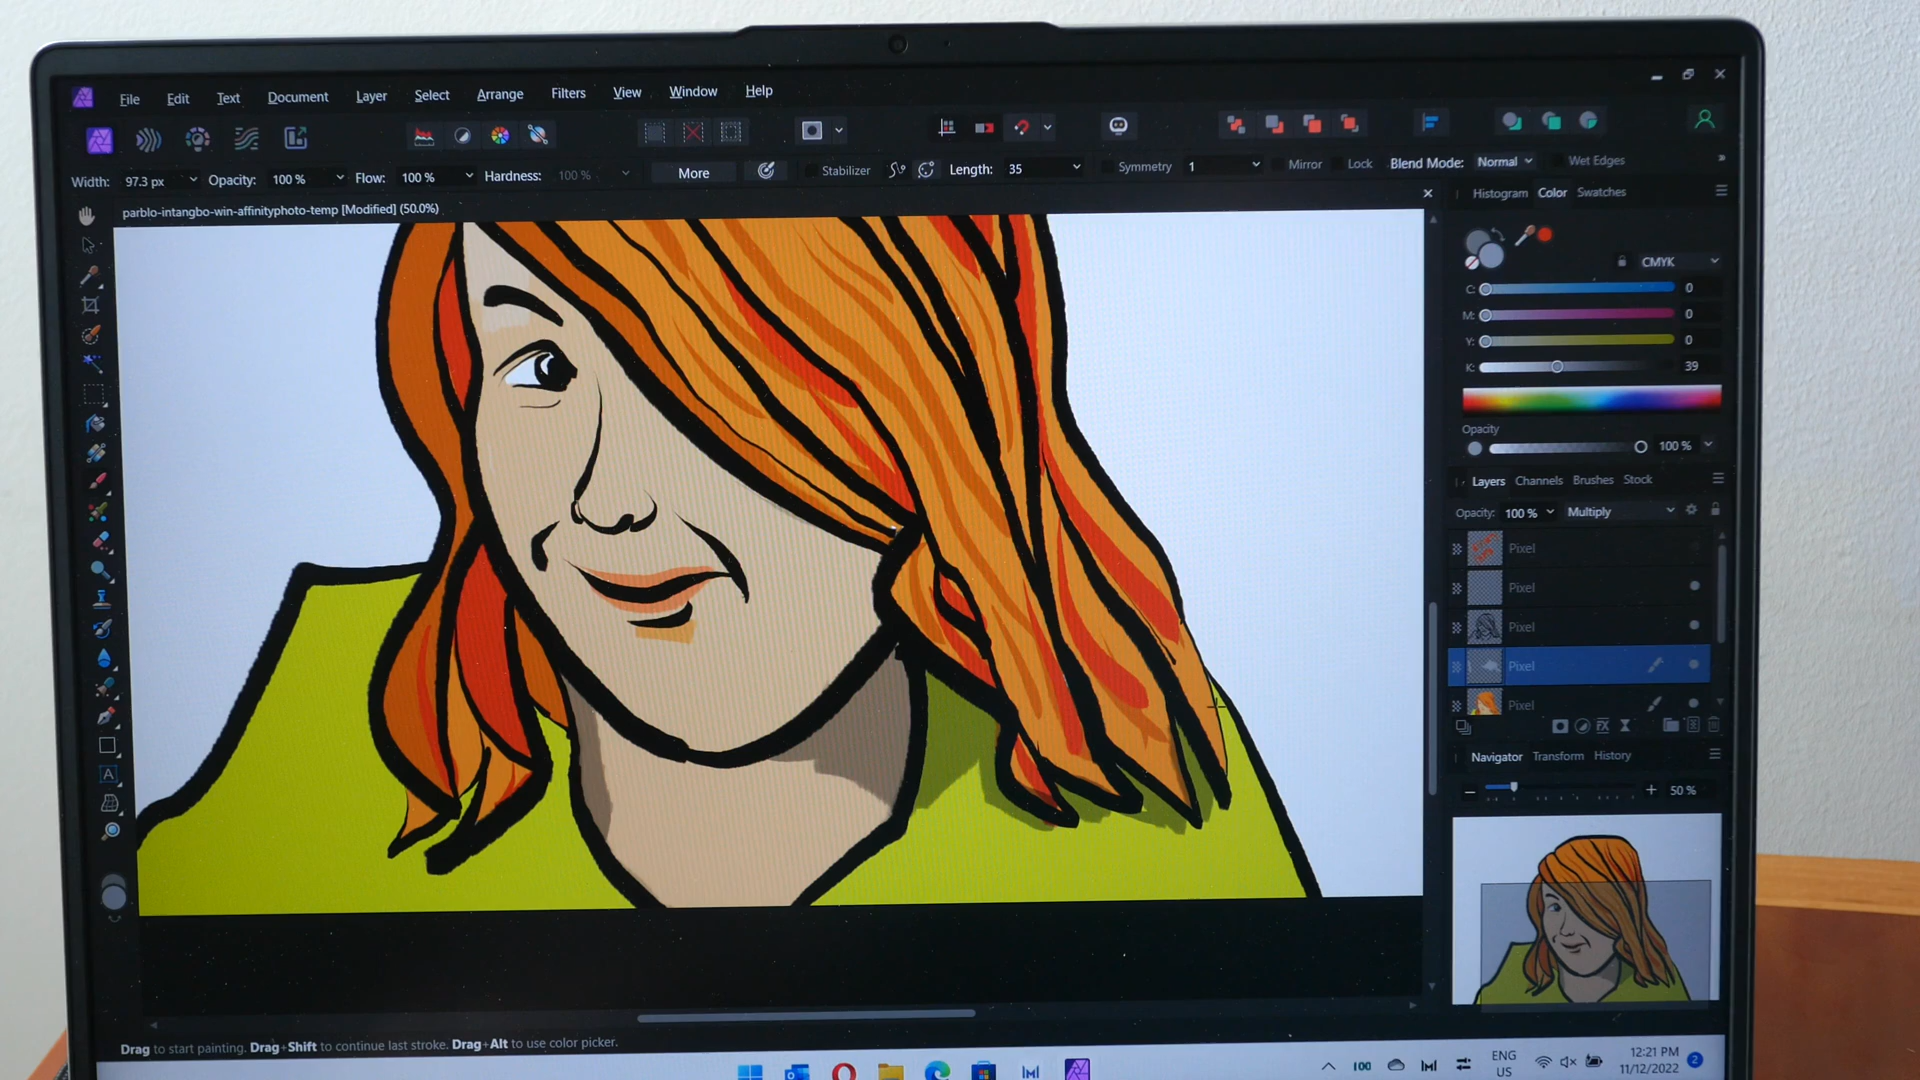 File Edit Text Document Layer Select Arrange Filters View Window Help
Width: 97.3 px Opacity: 100 % Flow: 100 % Hardness: 100 % More Stabilizer Length: 35 Symmetry 1 Mirror Lock Blend Mode: Normal Wet Edges
parblo-intangbo-win-affinityphoto-temp [Modified] (50.0%)
Histogram Color Swatches
CMYK
C: 0
M: 0
Y: 0
K: 39
Opacity
100 %
Layers Channels Brushes Stock
Opacity: 100 % Multiply
Pixel
Pixel
Pixel
Pixel
Pixel
FX
Navigator Transform History
50 %
A
Drag to start painting. Drag+Shift to continue last stroke. Drag+Alt to use color picker.
100
ENG
US
12:21 PM
11/12/2022
2